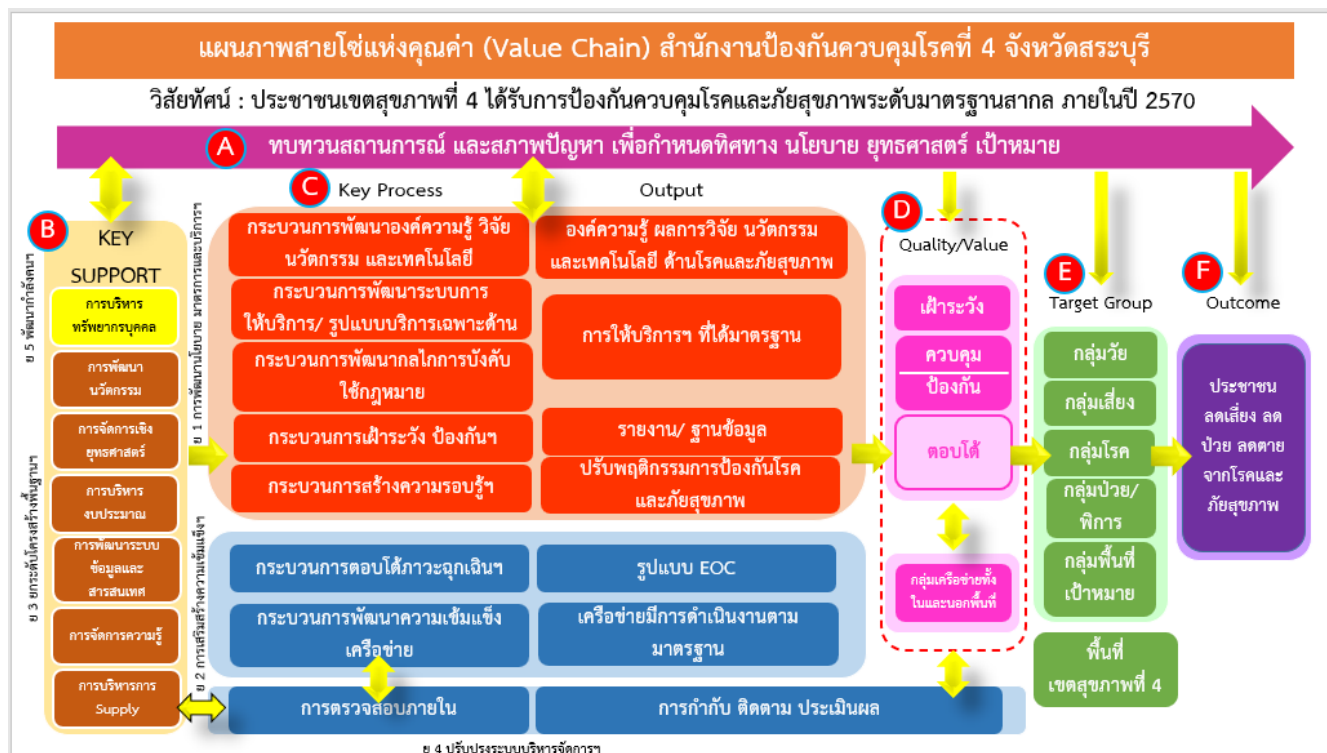 แผนภาพสายโซ่แห่งคุณค่า (Value Chain) สำนักงานป้องกันควบคุมโรคที่ 4 จังหวัดสระบุรี
วิสัยทัศน์ : ประชาชนเขตสุขภาพที่ 4 ได้รับการป้องกันควบคุมโรคและภัยสุขภาพระดับมาตรฐานสากล ภายในปี 2570
A
ทบทวนสถานการณ์ และสภาพปัญหา เพื่อกำหนดทิศทาง นโยบาย ยุทธศาสตร์ เป้าหมาย
B
KEY
SUPPORT
การบริหาร
ทรัพยากรบุคคล
การพัฒนา
นวัตกรรม
การจัดการเชิง
ยุทธศาสตร์
การบริหาร
งบประมาณ
การพัฒนาระบบ
ข้อมูลและ
สารสนเทศ
การจัดการความรู้
การบริหารการ
Supply
ย 5 พัฒนากำลังคนฯ
ย 3 ยกระดับโครงสร้างพื้นฐานฯ
ย 1 การพัฒนานโยบาย มาตรการและบริการฯ
ย 2 การเสริมสร้างความเข้มแข็งฯ
C
Key Process
Output
กระบวนการพัฒนาองค์ความรู้ วิจัย
นวัตกรรม และเทคโนโลยี
องค์ความรู้ ผลการวิจัย นวัตกรรม
และเทคโนโลยี ด้านโรคและภัยสุขภาพ
กระบวนการพัฒนาระบบการ
ให้บริการ/ รูปแบบบริการเฉพาะด้าน
การให้บริการฯ ที่ได้มาตรฐาน
กระบวนการพัฒนากลไกการบังคับ
ใช้กฎหมาย
กระบวนการเฝ้าระวัง ป้องกันฯ
รายงาน/ ฐานข้อมูล
กระบวนการสร้างความรอบรู้ฯ
ปรับพฤติกรรมการป้องกันโรค
และภัยสุขภาพ
กระบวนการตอบโต้ภาวะฉุกเฉินฯ
รูปแบบ EOC
กระบวนการพัฒนาความเข้มแข็ง
เครือข่าย
เครือข่ายมีการดำเนินงานตาม
มาตรฐาน
การตรวจสอบภายใน
การกำกับ ติดตาม ประเมินผล
ย 4 ปรับปรุงระบบบริหารจัดการฯ
D
Quality/Value
เฝ้าระวัง
ควบคุม
ป้องกัน
ตอบโต้
กลุ่มเครือข่ายทั้ง
ในและนอกพื้นที่
E
Target Group
กลุ่มวัย
กลุ่มเสี่ยง
กลุ่มโรค
กลุ่มป่วย/
พิการ
กลุ่มพื้นที่
เป้าหมาย
พื้นที่
เขตสุขภาพที่ 4
F
Outcome
ประชาชน
ลดเสี่ยง ลด
ป่วย ลดตาย
จากโรคและ
ภัยสุขภาพ